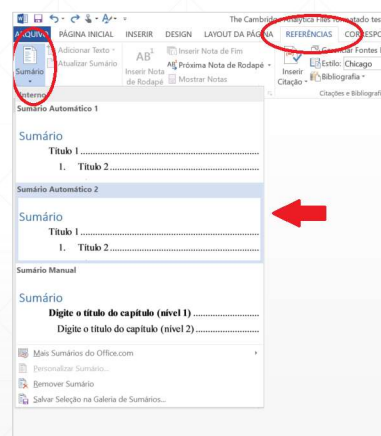 The Cambridge Analytica Files formatado tes
ARQUIVO PÁGINA INICIAL INSERIR DESIGN LAYOUT DA PÁGINA REFERÊNCIAS CORRESPO
Sumário
Adicionar Texto
Atualizar Sumário
AB1
Inserir Nota de Rodapé
Inserir Nota de Fim
Próxima Nota de Rodapé
Mostrar Notas
Inserir Citação
Gerenciar Fontes
Estilo: Chicago
Bibliografia
Citações e Bibliografi
Interno
Sumário Automático 1
Sumário
Título 1
1. Título 2
Sumário Automático 2
Sumário
Título 1
1. Título 2
Sumário Manual
Sumário
Digite o título do capítulo (nível 1)
Digite o título do capítulo (nível 2)
Mais Sumários do Office.com
Personalizar Sumário...
Remover Sumário
Salvar Seleção na Galeria de Sumários...